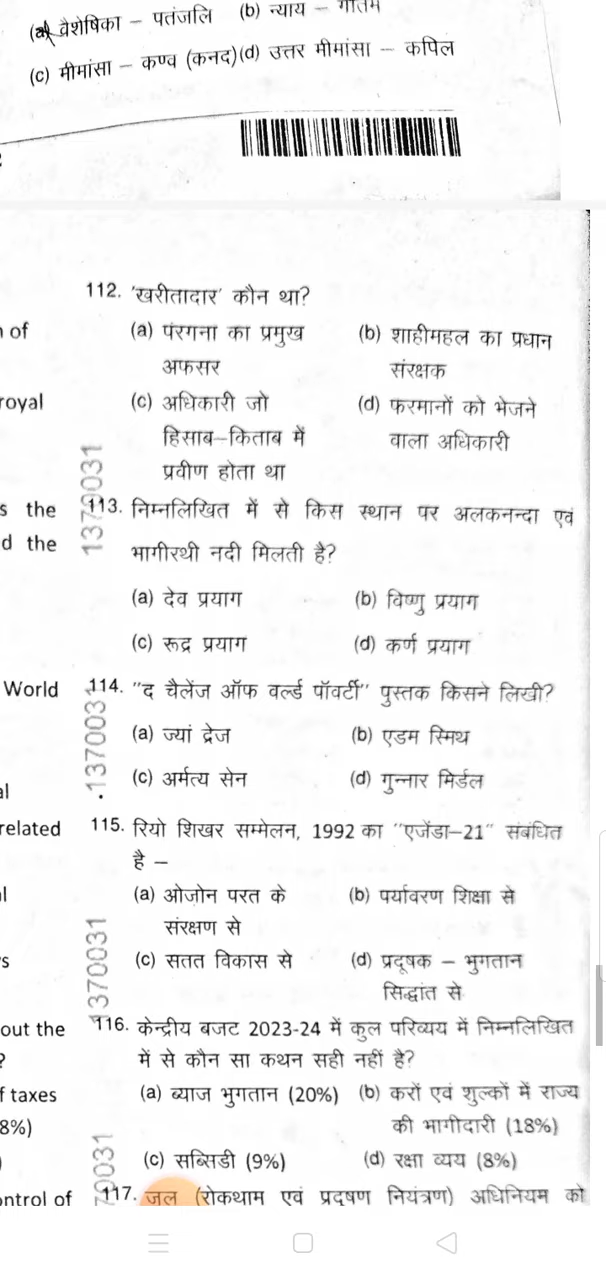 (a) वैशेषिका – पतंजलि (b) न्याय – गौतम
(c) मीमांसा – कण्व (कनद) (d) उत्तर मीमांसा – कपिल
112. 'खरीतादार' कौन था?
of (a) परगना का प्रमुख (b) शाहीमहल का प्रधान
अफसर संरक्षक
royal (c) अधिकारी जो (d) फरमानों को भेजने
हिसाब–किताब में वाला अधिकारी
प्रवीण होता था
s the 113. निम्नलिखित में से किस स्थान पर अलकनन्दा एवं
d the भागीरथी नदी मिलती है?
(a) देव प्रयाग (b) विष्णु प्रयाग
(c) रूद्र प्रयाग (d) कर्ण प्रयाग
World 114. "द चैलेंज ऑफ वर्ल्ड पॉवर्टी" पुस्तक किसने लिखी?
(a) ज्यां द्रेज (b) एडम स्मिथ
al (c) अर्मत्य सेन (d) गुन्नार मिर्डल
related 115. रियो शिखर सम्मेलन, 1992 का "एजेंडा–21" संबंधित
है –
l (a) ओज़ोन परत के (b) पर्यावरण शिक्षा से
संरक्षण से
s (c) सतत विकास से (d) प्रदूषक – भुगतान
सिद्धांत से
out the 116. केन्द्रीय बजट 2023-24 में कुल परिव्यय में निम्नलिखित
? में से कौन सा कथन सही नहीं है?
f taxes (a) ब्याज भुगतान (20%) (b) करों एवं शुल्कों में राज्य
8%) की भागीदारी (18%)
) (c) सब्सिडी (9%) (d) रक्षा व्यय (8%)
ontrol of 117. जल (रोकथाम एवं प्रदूषण नियंत्रण) अधिनियम को
1370031
1370031
1370031
70031